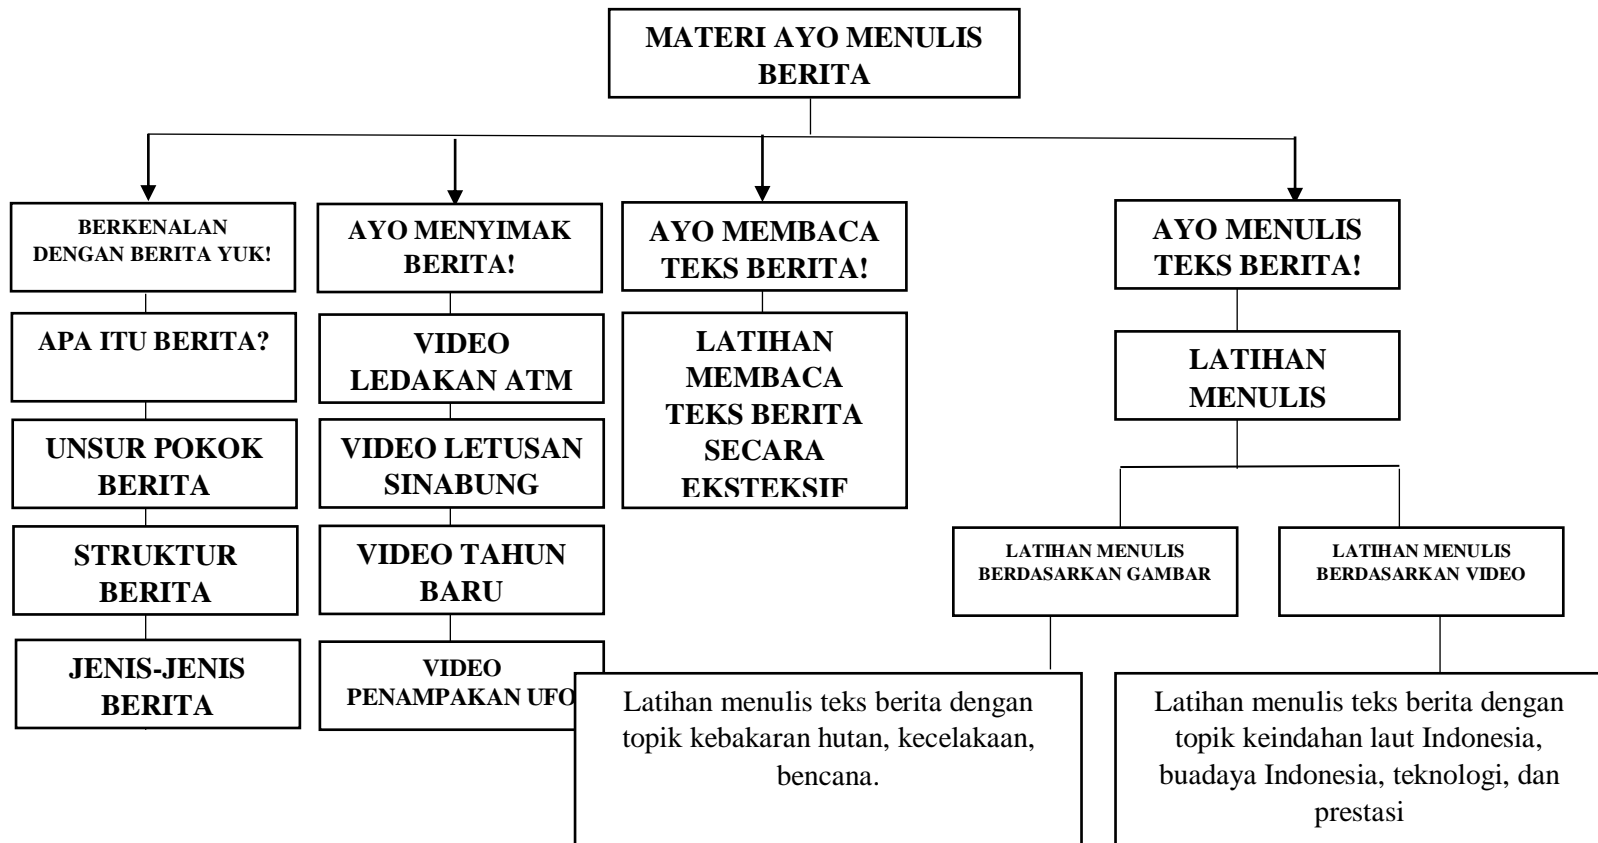 MATERI AYO MENULIS
BERITA
BERKENALAN
DENGAN BERITA YUK!
APA ITU BERITA?
UNSUR POKOK
BERITA
STRUKTUR
BERITA
JENIS-JENIS
BERITA
AYO MENYIMAK
BERITA!
VIDEO
LEDAKAN ATM
VIDEO LETUSAN
SINABUNG
VIDEO TAHUN
BARU
VIDEO
PENAMPAKAN UFO
AYO MEMBACA
TEKS BERITA!
LATIHAN
MEMBACA
TEKS BERITA
SECARA
EKSTEKSIF
AYO MENULIS
TEKS BERITA!
LATIHAN
MENULIS
LATIHAN MENULIS
BERDASARKAN GAMBAR
Latihan menulis teks berita dengan
topik kebakaran hutan, kecelakaan,
bencana.
LATIHAN MENULIS
BERDASARKAN VIDEO
Latihan menulis teks berita dengan
topik keindahan laut Indonesia,
buadaya Indonesia, teknologi, dan
prestasi